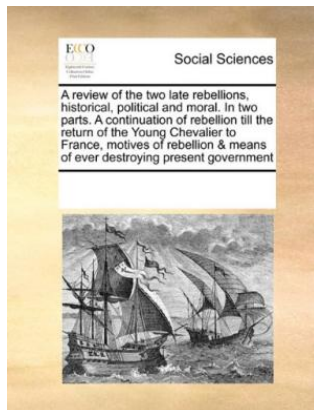 ECCO
Social Sciences
A review of the two late rebellions,
historical, political and moral. In two
parts. A continuation of rebellion till the
return of the Young Chevalier to
France, motives of rebellion & means
of ever destroying present government